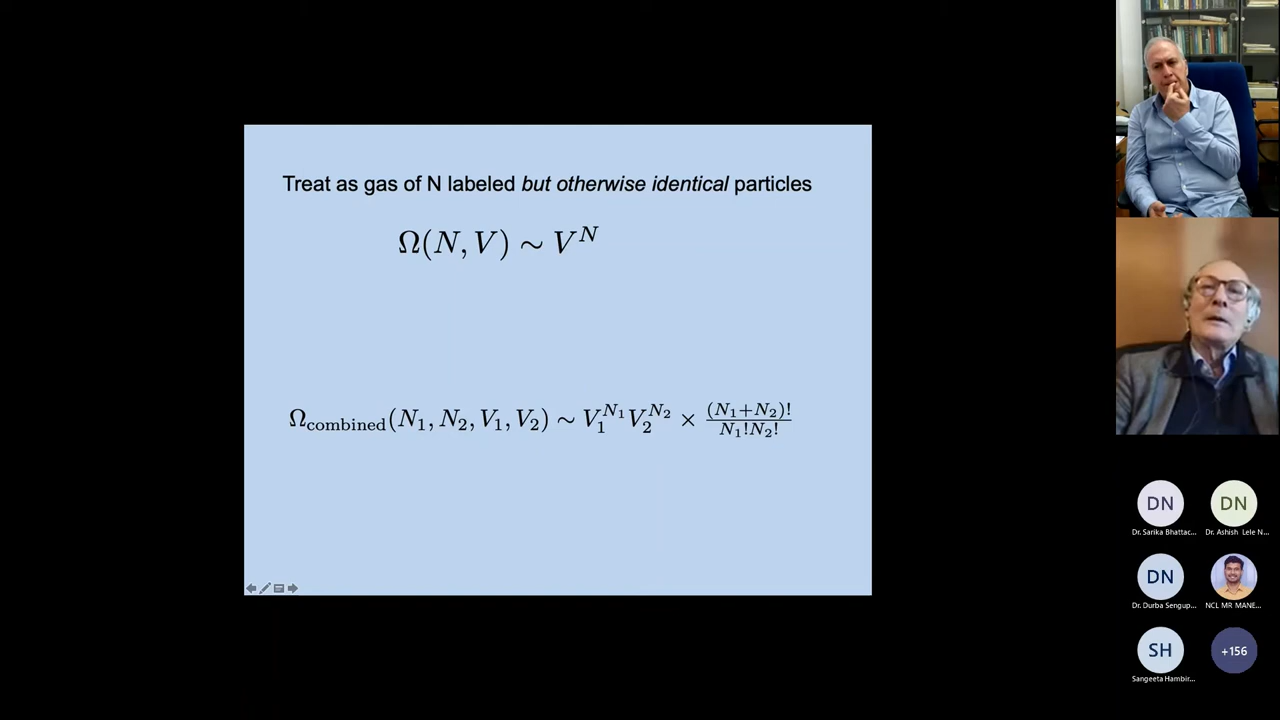 Treat as gas of N labeled but otherwise identical particles
Ω(N, V) ∼ V^N
Ω_combined(N_1, N_2, V_1, V_2) ∼ V_1^{N_1} V_2^{N_2} × \frac{(N_1+N_2)!}{N_1!N_2!}
DN
DN
Dr. Sarika Bhattac...
Dr. Ashish Lele N...
DN
Dr. Durba Sengup...
NCL MR MANE...
SH
+156
Sangeeta Hambir...